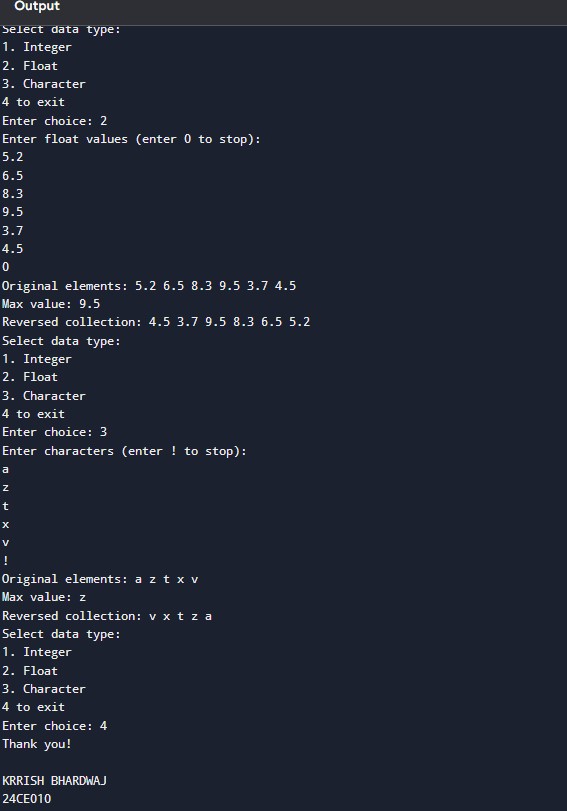 Output
Select data type:
1. Integer
2. Float
3. Character
4 to exit
Enter choice: 2
Enter float values (enter 0 to stop):
5.2
6.5
8.3
9.5
3.7
4.5
0
Original elements: 5.2 6.5 8.3 9.5 3.7 4.5
Max value: 9.5
Reversed collection: 4.5 3.7 9.5 8.3 6.5 5.2
Select data type:
1. Integer
2. Float
3. Character
4 to exit
Enter choice: 3
Enter characters (enter ! to stop):
a
z
t
x
v
!
Original elements: a z t x v
Max value: z
Reversed collection: v x t z a
Select data type:
1. Integer
2. Float
3. Character
4 to exit
Enter choice: 4
Thank you!
KRRISH BHARDWAJ
24CE010